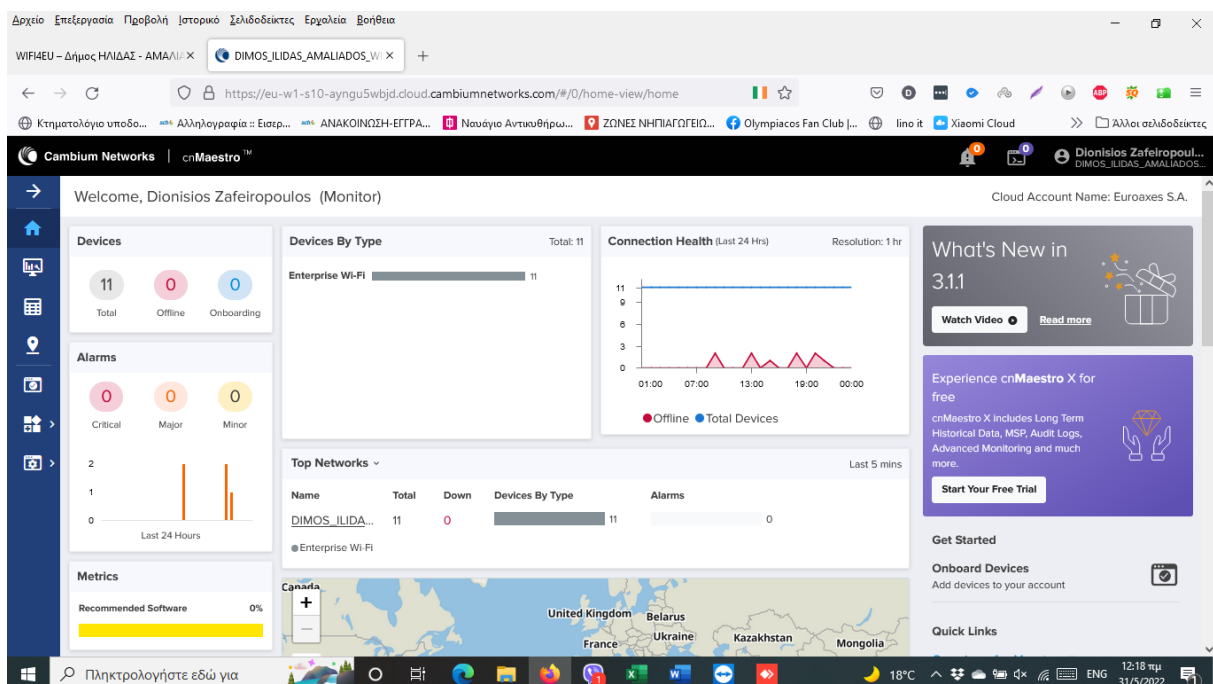 Αρχείο Επεξεργασία Προβολή Ιστορικό Σελιδοδείκτες Εργαλεία Βοήθεια
WIFI4EU – Δήμος ΗΛΙΔΑΣ - ΑΜΑΛΙΑ
DIMOS_ILIDAS_AMALIADOS_WI
https://eu-w1-s10-ayngu5wbjd.cloud.cambiumnetworks.com/#/0/home-view/home
Κτηματολόγιο υποδο... Αλληλογραφία :: Εισερ... ΑΝΑΚΟΙΝΩΣΗ-ΕΓΓΡΑ... Ναυάγιο Αντικυθήρω... ΖΩΝΕΣ ΝΗΠΙΑΓΩΓΕΙΩ... Olympiacos Fan Club |... lino it Xiaomi Cloud Άλλοι σελιδοδείκτες
Cambium Networks | cnMaestro™
0
0
Dionisios Zafeiropoul...
DIMOS_ILIDAS_AMALIADOS...
Welcome, Dionisios Zafeiropoulos (Monitor)
Cloud Account Name: Euroaxes S.A.
Devices
11 0 0
Total Offline Onboarding
Alarms
0 0 0
Critical Major Minor
2
1
0
Last 24 Hours
Metrics
Recommended Software 0%
Devices By Type Total: 11
Enterprise Wi-Fi 11
Connection Health (Last 24 Hrs) Resolution: 1 hr
11
9
6
3
0
01:00 07:00 13:00 19:00 00:00
Offline Total Devices
Top Networks Last 5 mins
Name Total Down Devices By Type Alarms
DIMOS_ILIDA... 11 0 11 0
Enterprise Wi-Fi
Canada
+
−
United Kingdom
Belarus
Ukraine
France
Kazakhstan
Mongolia
What's New in
3.1.1
Watch Video Read more
Experience cnMaestro X for
free
cnMaestro X includes Long Term
Historical Data, MSP, Audit Logs,
Advanced Monitoring and much
more.
Start Your Free Trial
Get Started
Onboard Devices
Add devices to your account
Quick Links
Πληκτρολογήστε εδώ για
18°C
ENG
12:18 πμ
31/5/2022